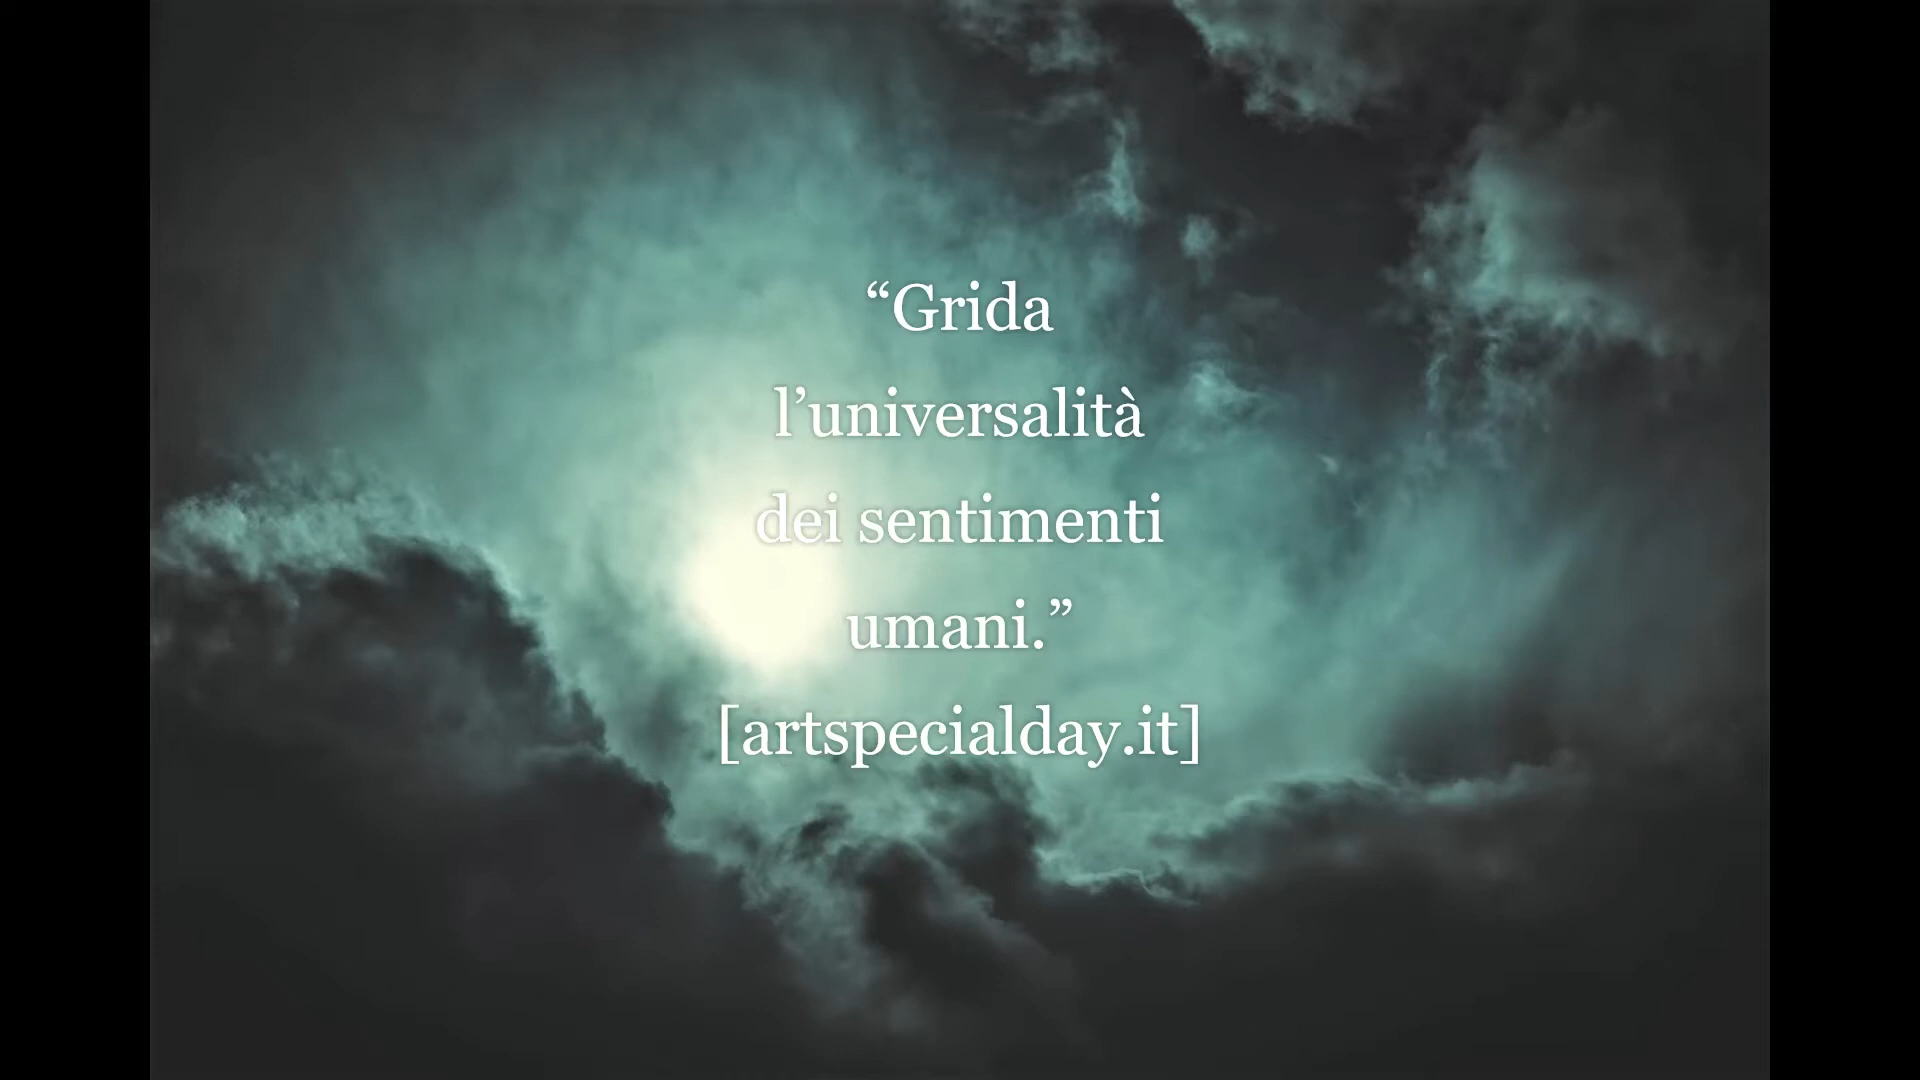 “Grida
l’universalità
dei sentimenti
umani.”
[artspecialday.it]